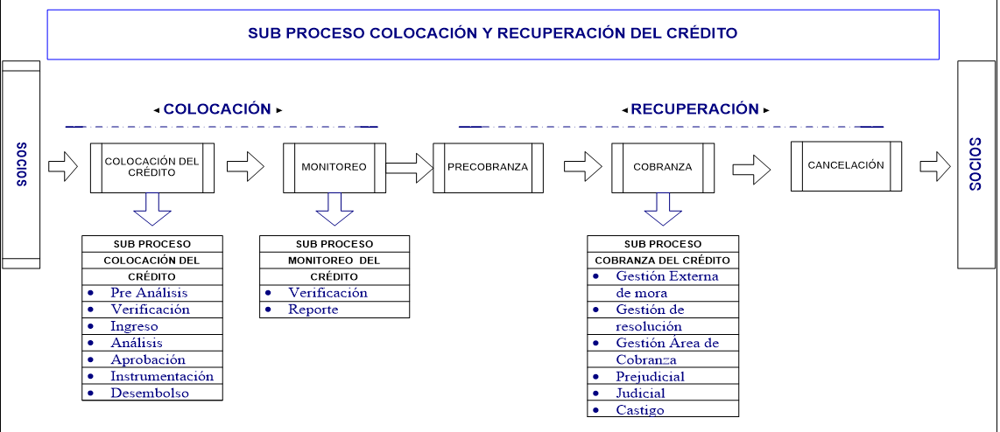 SUB PROCESO COLOCACIÓN Y RECUPERACIÓN DEL CRÉDITO
COLOCACIÓN
RECUPERACIÓN
SOCIOS
COLOCACIÓN DEL
CRÉDITO
MONITOREO
PRECOBRANZA
COBRANZA
CANCELACIÓN
SOCIOS
SUB PROCESO
COLOCACIÓN DEL
CRÉDITO
• Pre Análisis
• Verificación
• Ingreso
• Análisis
• Aprobación
• Instrumentación
• Desembolso
SUB PROCESO
MONITOREO DEL
CRÉDITO
• Verificación
• Reporte
SUB PROCESO
COBRANZA DEL CRÉDITO
• Gestión Externa
de mora
• Gestión de
resolución
• Gestión Área de
Cobranza
• Prejudicial
• Judicial
• Castigo